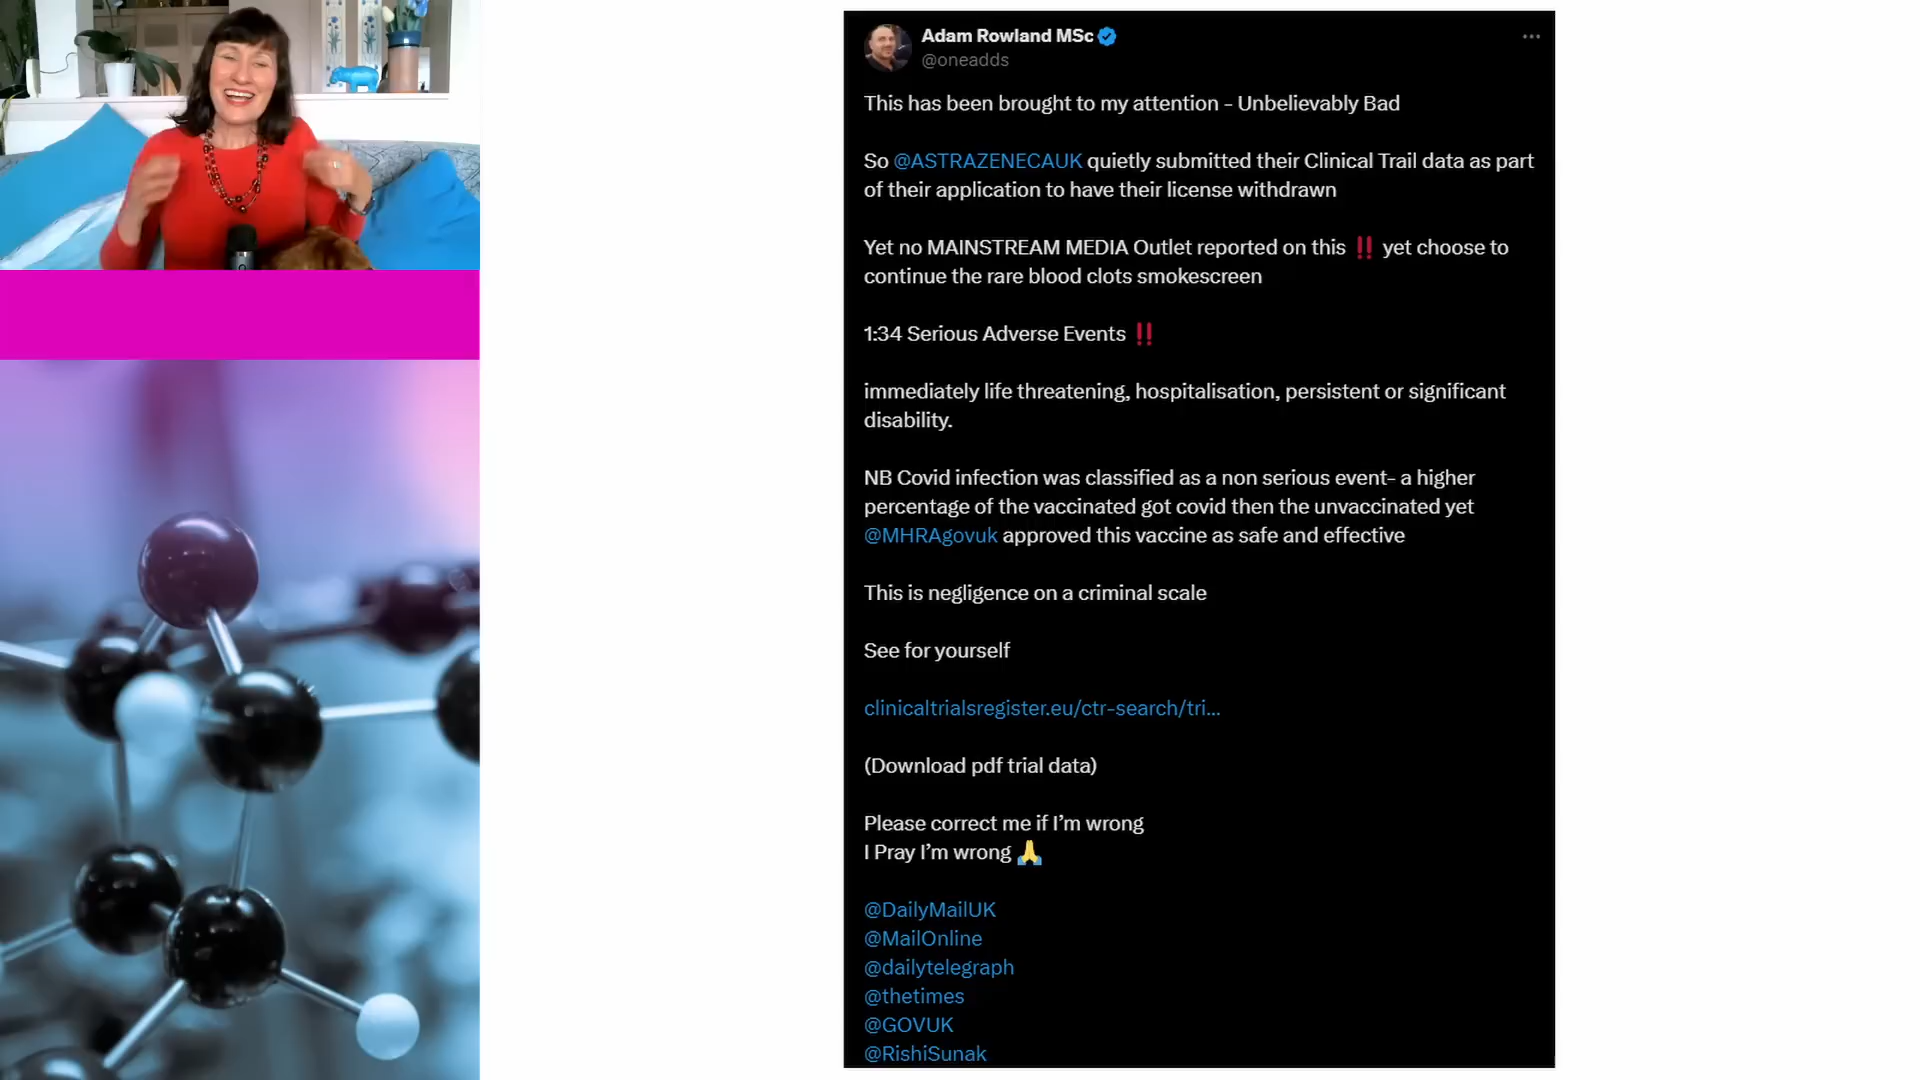 Adam Rowland MSc
@oneadds
This has been brought to my attention - Unbelievably Bad
So @ASTRAZENECAUK quietly submitted their Clinical Trail data as part
of their application to have their license withdrawn
Yet no MAINSTREAM MEDIA Outlet reported on this ‼️ yet choose to
continue the rare blood clots smokescreen
1:34 Serious Adverse Events ‼️
immediately life threatening, hospitalisation, persistent or significant
disability.
NB Covid infection was classified as a non serious event- a higher
percentage of the vaccinated got covid then the unvaccinated yet
@MHRAgovuk approved this vaccine as safe and effective
This is negligence on a criminal scale
See for yourself
clinicaltrialsregister.eu/ctr-search/tri...
(Download pdf trial data)
Please correct me if I’m wrong
I Pray I’m wrong 🙏
@DailyMailUK
@MailOnline
@dailytelegraph
@thetimes
@GOVUK
@RishiSunak